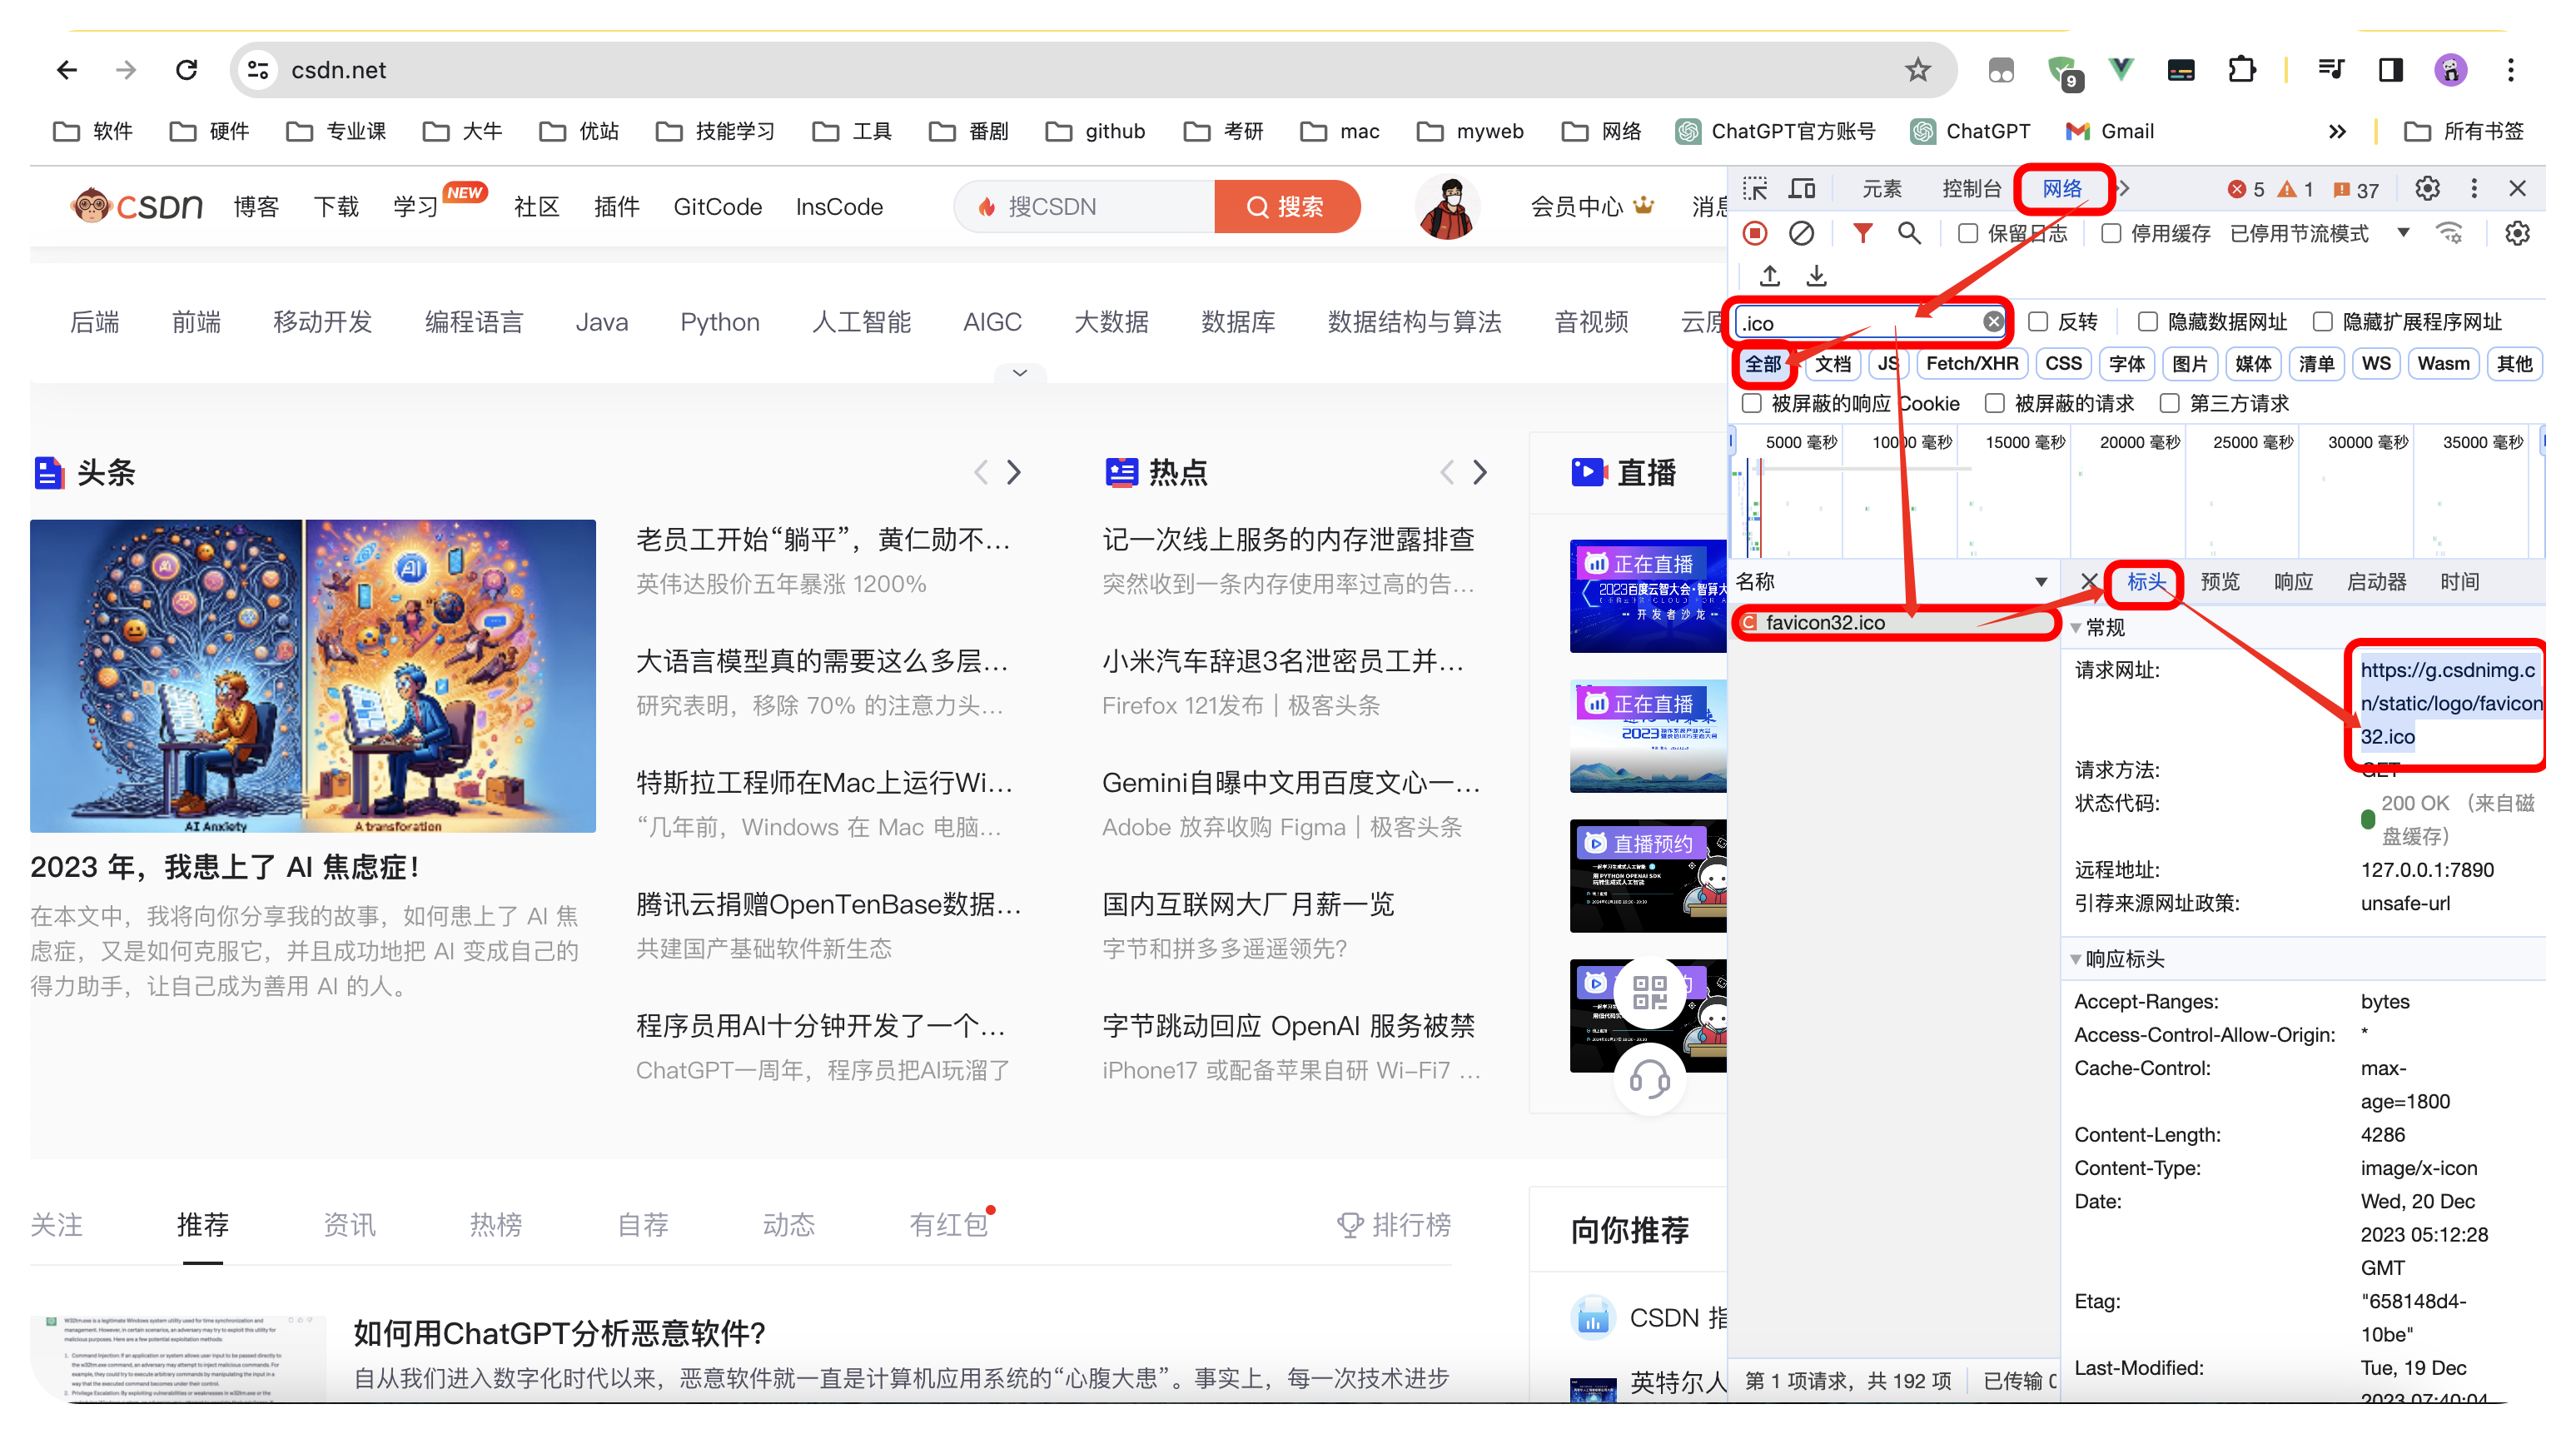 csdn.net
9
软件 硬件 专业课 大牛 优站 技能学习 工具 番剧 github 考研 mac myweb 网络 ChatGPT官方账号 ChatGPT Gmail 所有书签
CSDN 博客 下载 学习 NEW 社区 插件 GitCode InsCode 搜CSDN 搜索 会员中心 消息
后端 前端 移动开发 编程语言 Java Python 人工智能 AIGC 大数据 数据库 数据结构与算法 音视频 云原
头条
AI
AI Anxiety
A transforation
2023 年，我患上了 AI 焦虑症！
在本文中，我将向你分享我的故事，如何患上了 AI 焦
虑症，又是如何克服它，并且成功地把 AI 变成自己的
得力助手，让自己成为善用 AI 的人。
老员工开始“躺平”，黄仁勋不...
英伟达股价五年暴涨 1200%
大语言模型真的需要这么多层...
研究表明，移除 70% 的注意力头...
特斯拉工程师在Mac上运行Wi...
“几年前，Windows 在 Mac 电脑...
腾讯云捐赠OpenTenBase数据...
共建国产基础软件新生态
程序员用AI十分钟开发了一个...
ChatGPT一周年，程序员把AI玩溜了
热点
记一次线上服务的内存泄露排查
突然收到一条内存使用率过高的告...
小米汽车辞退3名泄密员工并...
Firefox 121发布｜极客头条
Gemini自曝中文用百度文心一...
Adobe 放弃收购 Figma｜极客头条
国内互联网大厂月薪一览
字节和拼多多遥遥领先？
字节跳动回应 OpenAI 服务被禁
iPhone17 或配备苹果自研 Wi-Fi7 ...
直播
正在直播
2023百度云智大会·智算大
开发者沙龙
正在直播
2023
直播预约
用 PYTHON OPENAI SDK
关注 推荐 资讯 热榜 自荐 动态 有红包 排行榜
如何用ChatGPT分析恶意软件？
自从我们进入数字化时代以来，恶意软件就一直是计算机应用系统的“心腹大患”。事实上，每一次技术进步
向你推荐
CSDN 指
英特尔人
元素 控制台 网络 5 1 37
保留日志 停用缓存 已停用节流模式
.ico 反转 隐藏数据网址 隐藏扩展程序网址
全部 文档 JS Fetch/XHR CSS 字体 图片 媒体 清单 WS Wasm 其他
被屏蔽的响应 Cookie 被屏蔽的请求 第三方请求
5000 毫秒 10000 毫秒 15000 毫秒 20000 毫秒 25000 毫秒 30000 毫秒 35000 毫秒
名称
favicon32.ico
标头 预览 响应 启动器 时间
常规
请求网址: https://g.csdnimg.c
n/static/logo/favicon
32.ico
请求方法: GET
状态代码: 200 OK （来自磁
盘缓存）
远程地址: 127.0.0.1:7890
引荐来源网址政策: unsafe-url
响应标头
Accept-Ranges: bytes
Access-Control-Allow-Origin: *
Cache-Control: max-
age=1800
Content-Length: 4286
Content-Type: image/x-icon
Date: Wed, 20 Dec
2023 05:12:28
GMT
Etag: "658148d4-
10be"
Last-Modified: Tue, 19 Dec
2023 07:40:04
第 1 项请求，共 192 项 已传输 0